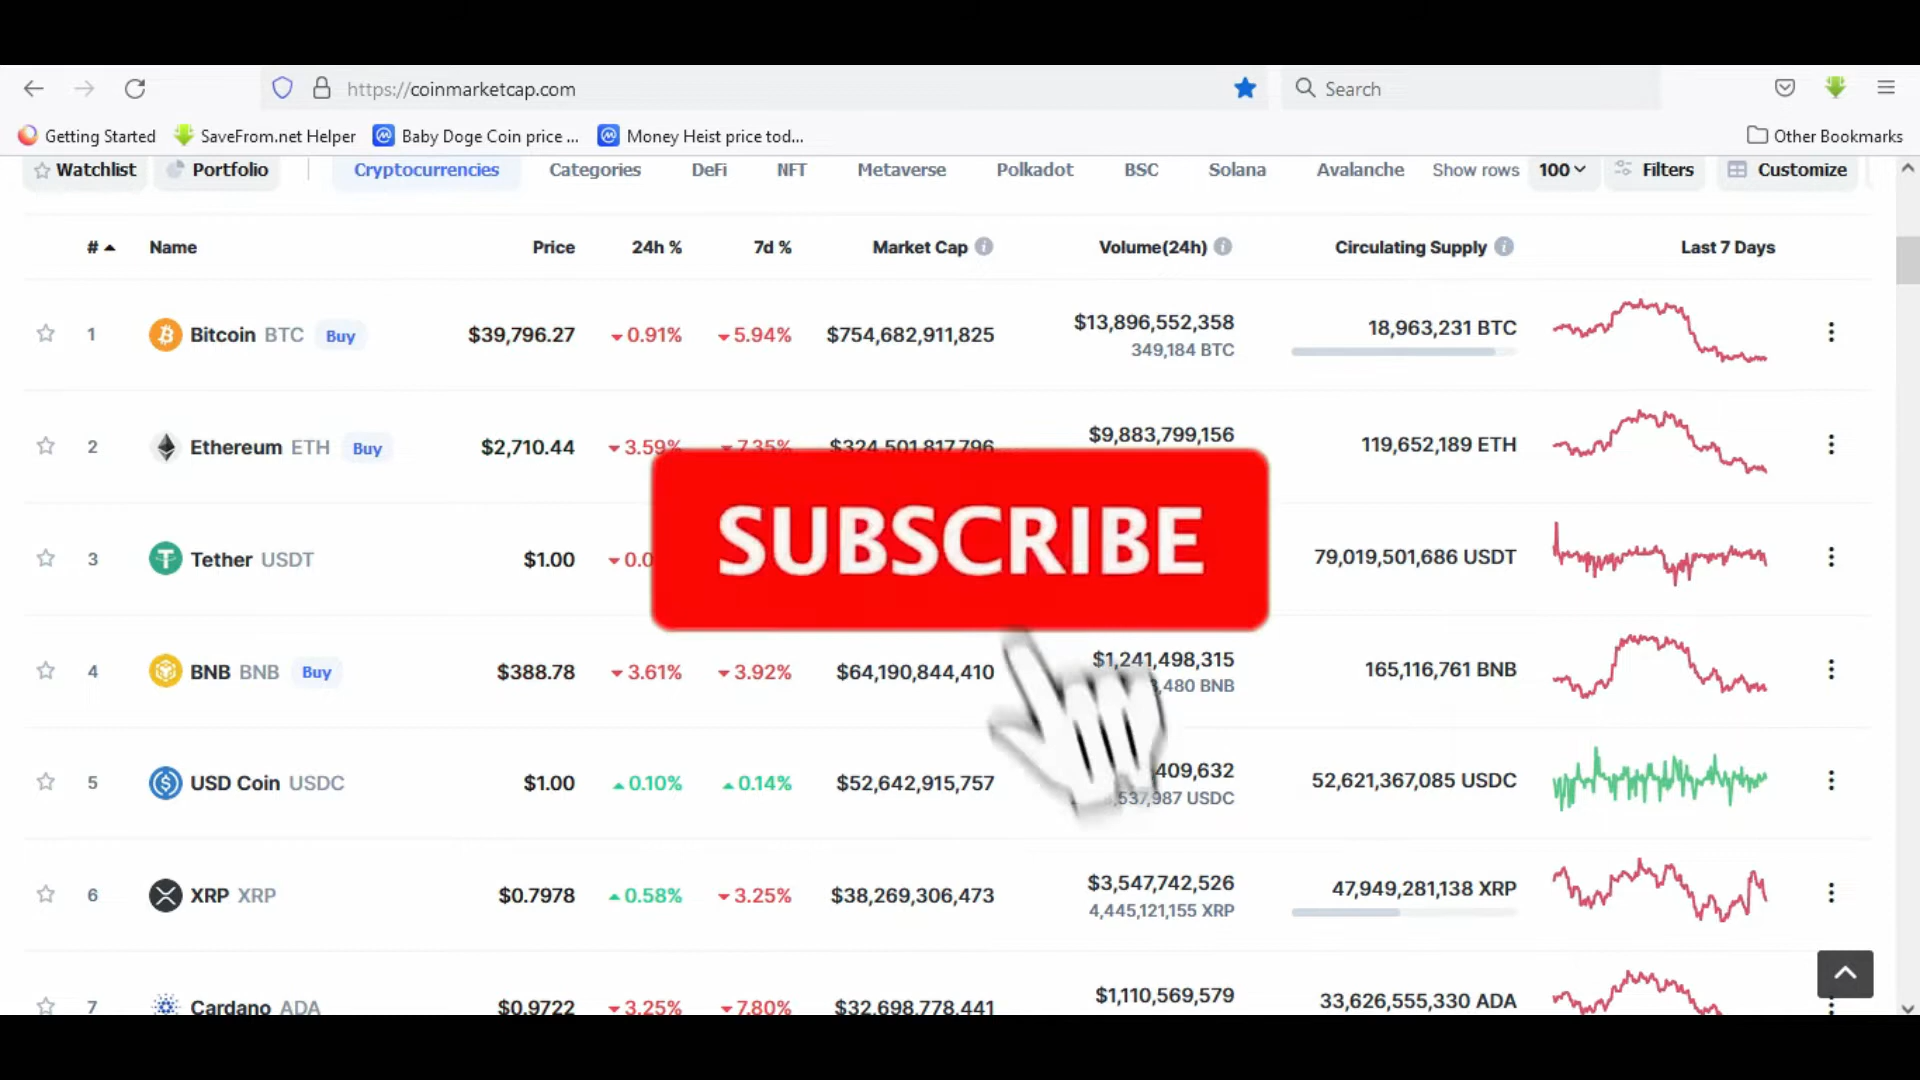 https://coinmarketcap.com Search
Getting Started SaveFrom.net Helper Baby Doge Coin price ... Money Heist price tod... Other Bookmarks
Watchlist Portfolio Cryptocurrencies Categories DeFi NFT Metaverse Polkadot BSC Solana Avalanche Show rows 100 Filters Customize
# Name Price 24h % 7d % Market Cap Volume(24h) Circulating Supply Last 7 Days
1 Bitcoin BTC Buy $39,796.27 0.91% 5.94% $754,682,911,825 $13,896,552,358 18,963,231 BTC
349,184 BTC
2 Ethereum ETH Buy $2,710.44 3.59% 7.35% $324,501,817,796 $9,883,799,156 119,652,189 ETH
SUBSCRIBE
3 Tether USDT $1.00 79,019,501,686 USDT
4 BNB BNB Buy $388.78 3.61% 3.92% $64,190,844,410 $1,241,498,315 165,116,761 BNB
BNB
5 USD Coin USDC $1.00 0.10% 0.14% $52,642,915,757 52,621,367,085 USDC
USDC
6 XRP XRP $0.7978 0.58% 3.25% $38,269,306,473 $3,547,742,526 47,949,281,138 XRP
4,445,121,155 XRP
7 Cardano ADA $0.9722 3.25% 7.80% $32,698,778,441 $1,110,569,579 33,626,555,330 ADA